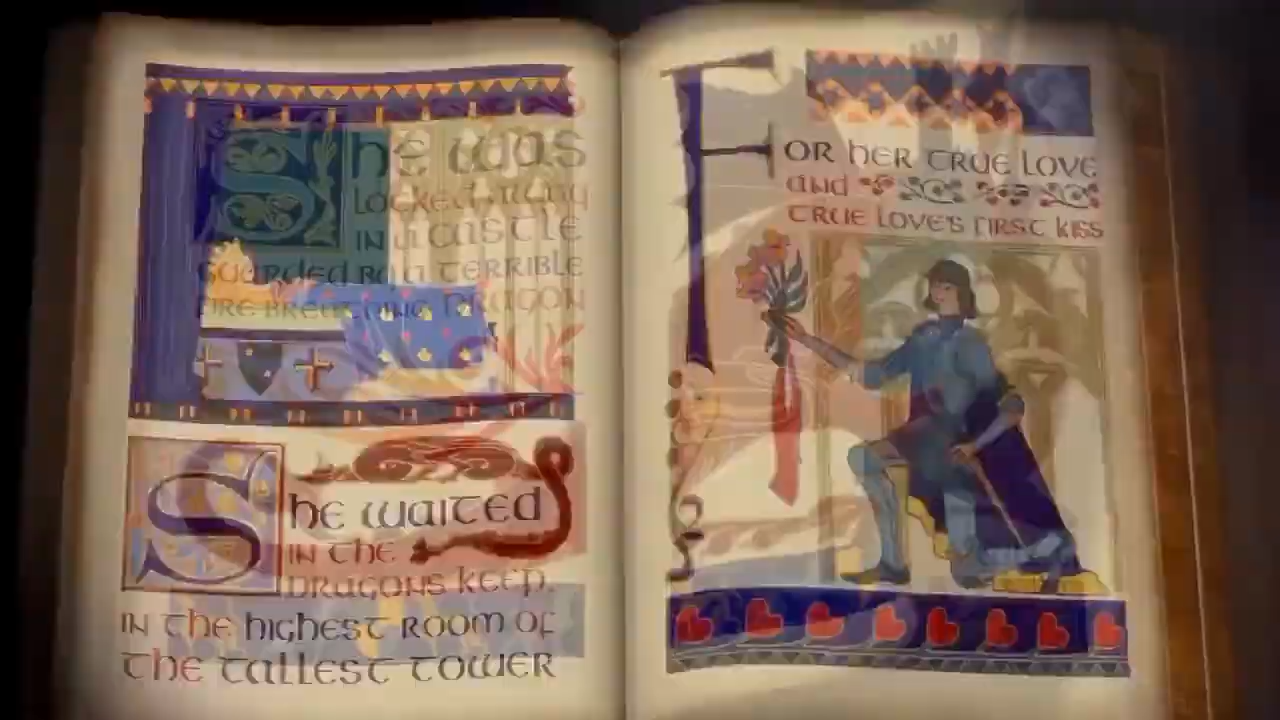 She was
locked away
in a castle
guarded by a terrible
fire breathing dragon
She waited
in the
dragons keep,
in the highest room of
the tallest tower
For her true love
and
true love's first kiss